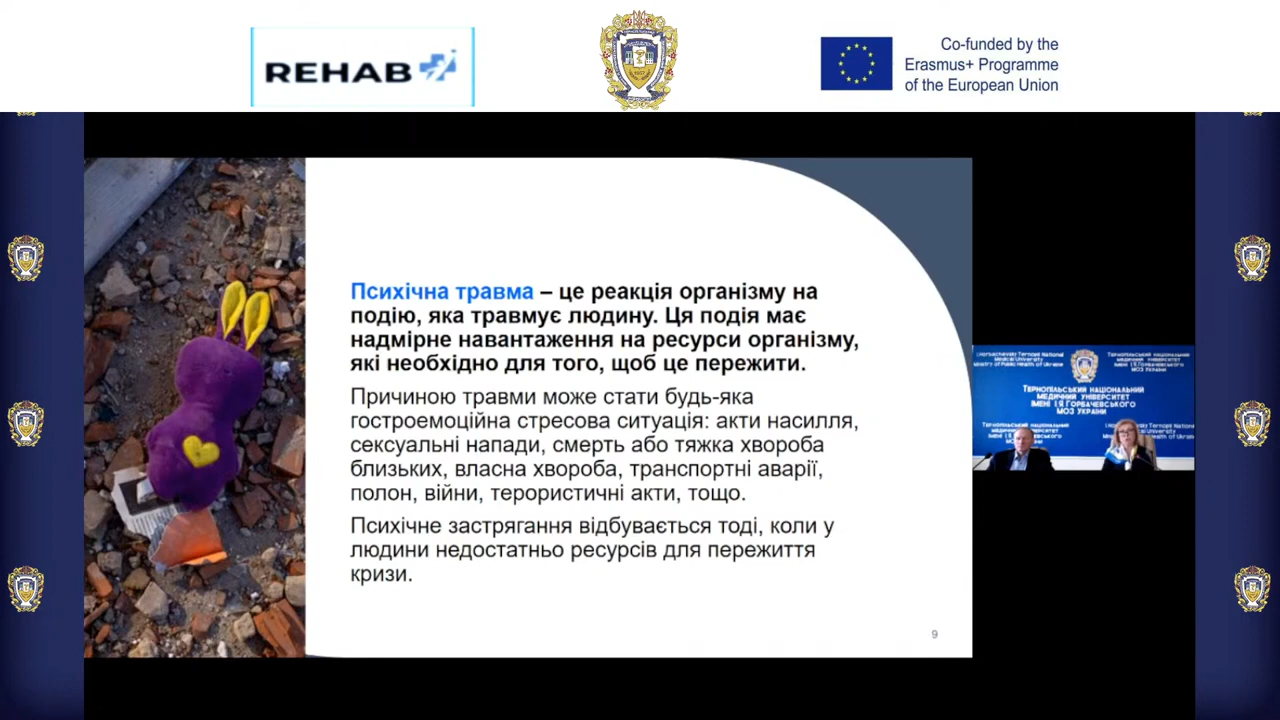 REHAB
Co-funded by the
Erasmus+ Programme
of the European Union
Психічна травма – це реакція організму на
подію, яка травмує людину. Ця подія має
надмірне навантаження на ресурси організму,
які необхідно для того, щоб це пережити.
Причиною травми може стати будь-яка
гостроемоційна стресова ситуація: акти насилля,
сексуальні напади, смерть або тяжка хвороба
близьких, власна хвороба, транспортні аварії,
полон, війни, терористичні акти, тощо.
Психічне застрягання відбувається тоді, коли у
людини недостатньо ресурсів для пережиття
кризи.
9
Тернопільський національний
медичний університет
імені І.Я. Горбачевського
МОЗ України